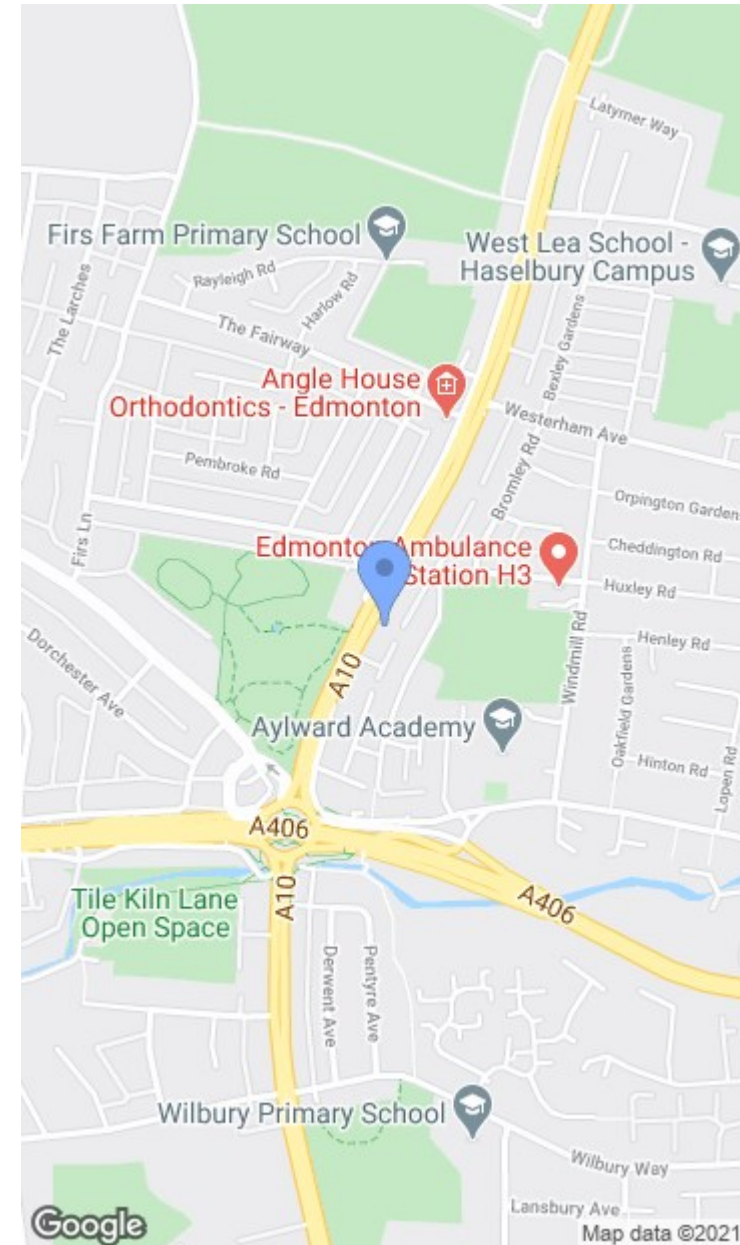 Latymer Way
Firs Farm Primary School
West Lea School -
Haselbury Campus
Rayleigh Rd
Harlow Rd
The Larches
The Fairway
Bexley Gardens
Angle House
Orthodontics - Edmonton
Westerham Ave
Bromley Rd
Pembroke Rd
Orpington Gardens
Firs Ln
Edmonton Ambulance
Station H3
Cheddington Rd
Huxley Rd
Windmill Rd
Henley Rd
Dorchester Ave
A10
Oakfield Gardens
Aylward Academy
Hinton Rd
Lopen Rd
A406
A10
Tile Kiln Lane
Open Space
A406
Derwent Ave
Pentyre Ave
Wilbury Primary School
Wilbury Way
Lansbury Ave
Google
Map data ©2021